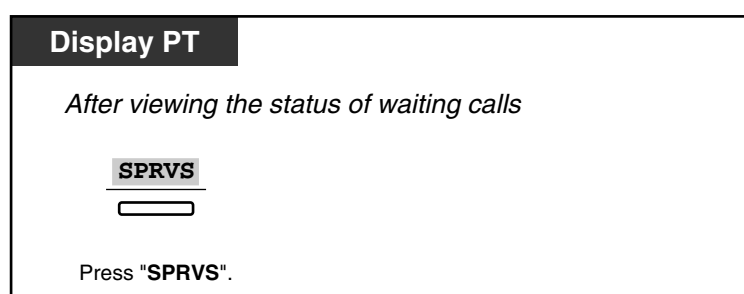 Display PT
After viewing the status of waiting calls
SPRVS
Press "SPRVS".